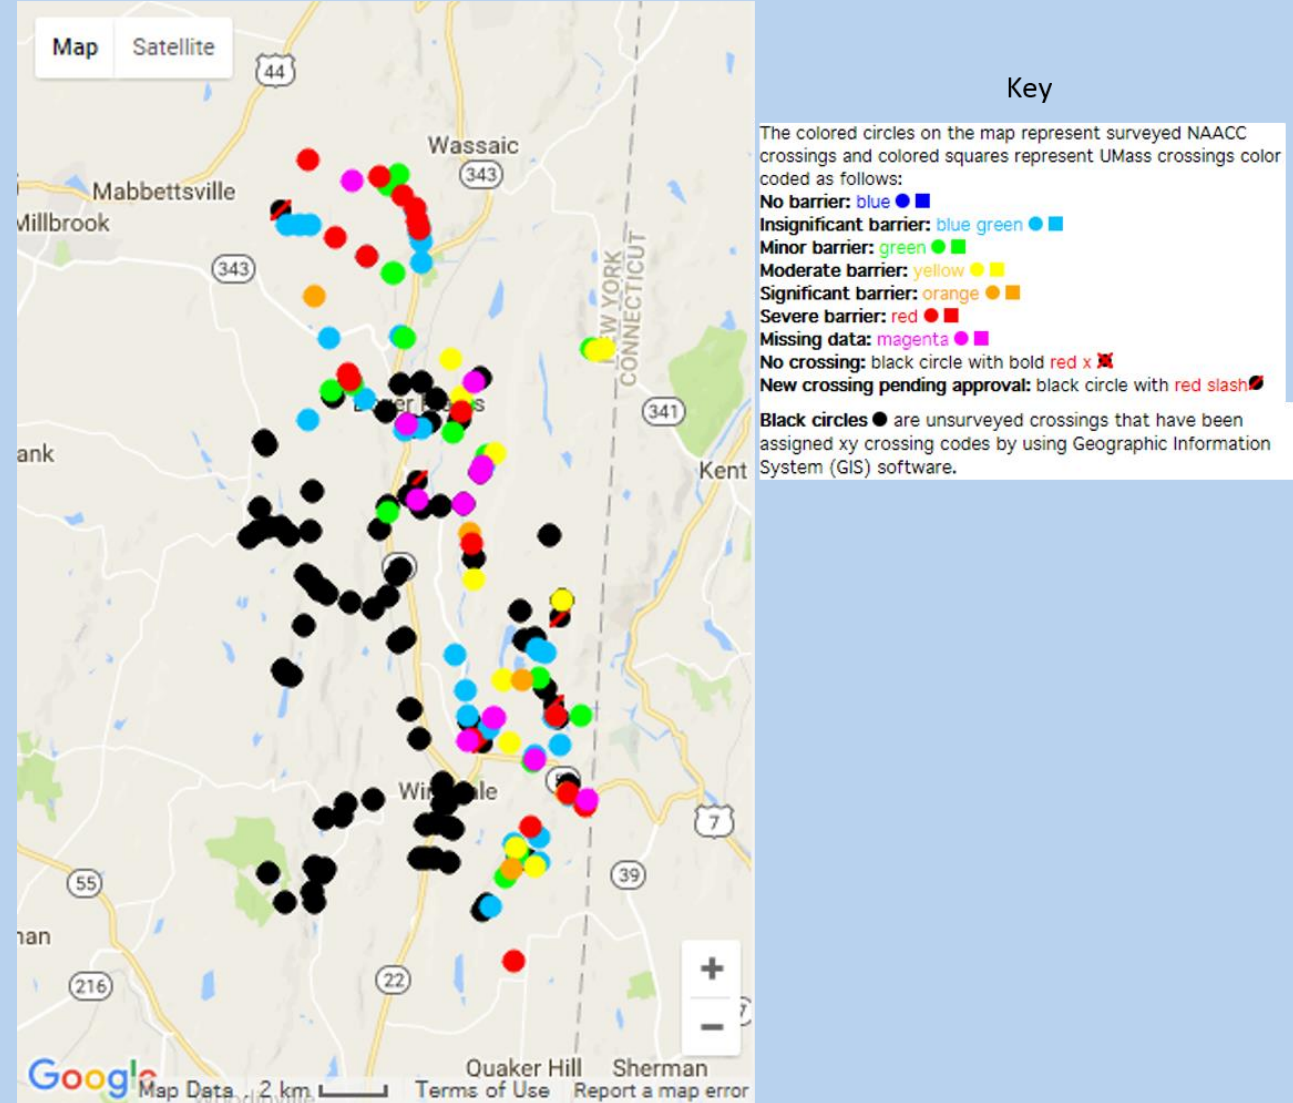 Map Satellite
44
Key
The colored circles on the map represent surveyed NAACC
crossings and colored squares represent UMass crossings color
coded as follows:
No barrier: blue
Insignificant barrier: blue green
Minor barrier: green
Moderate barrier: yellow
Significant barrier: orange
Severe barrier: red
Missing data: magenta
No crossing: black circle with bold red x
New crossing pending approval: black circle with red slash
Black circles are unsurveyed crossings that have been
assigned xy crossing codes by using Geographic Information
System (GIS) software.
Wassaic
343
Mabbettsville
Millbrook
343
NEW YORK
CONNECTICUT
341
ank
Kent
7
39
55
nan
22
216
Quaker Hill Sherman
Google
Map Data 2 km Terms of Use Report a map error